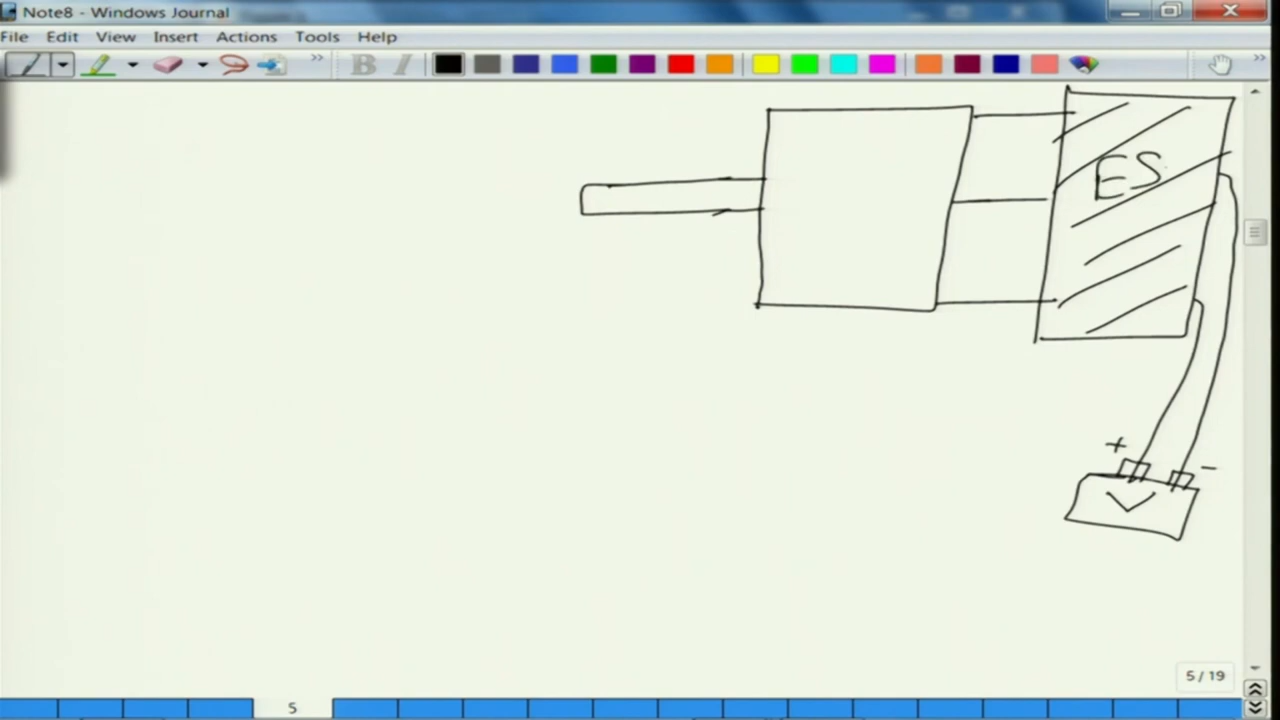 Note8 - Windows Journal
File Edit View Insert Actions Tools Help
B I
ES
+ -
V
5 / 19
5